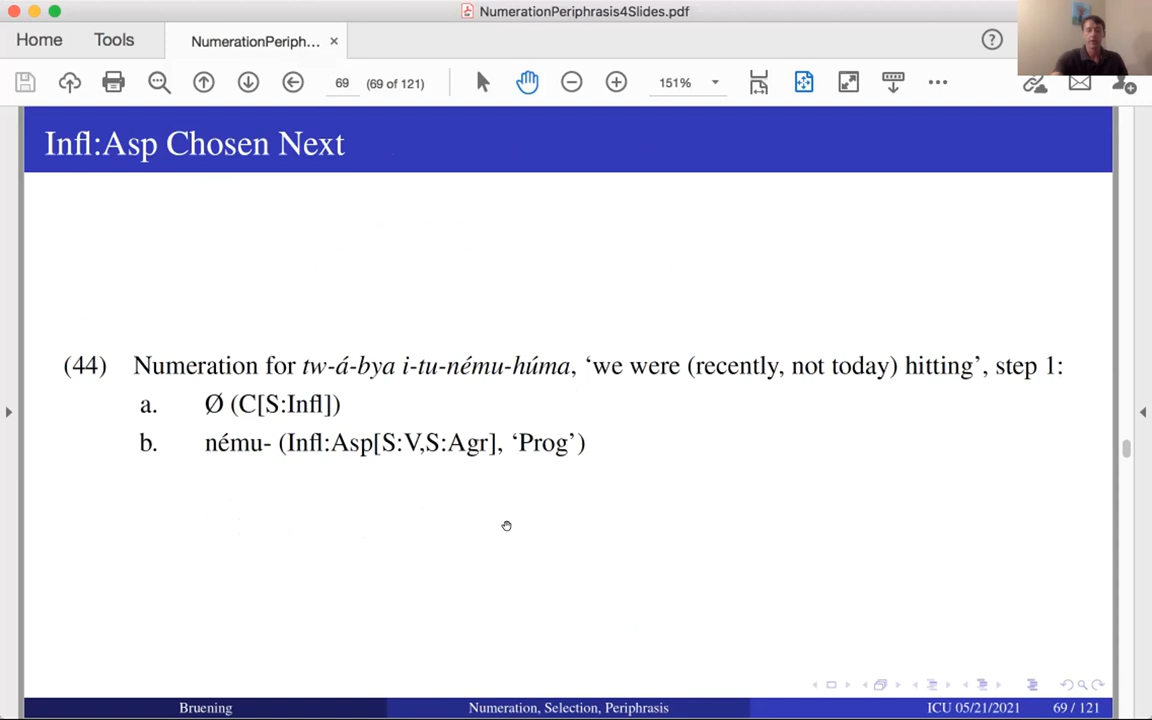 NumerationPeriphrasis4Slides.pdf
Home Tools NumerationPeriph... ×
69 (69 of 121) 151%
Infl:Asp Chosen Next
(44) Numeration for tw-á-bya i-tu-nému-húma, ‘we were (recently, not today) hitting’, step 1:
a. Ø (C[S:Infl])
b. nému- (Infl:Asp[S:V,S:Agr], ‘Prog’)
Bruening Numeration, Selection, Periphrasis ICU 05/21/2021 69 / 121